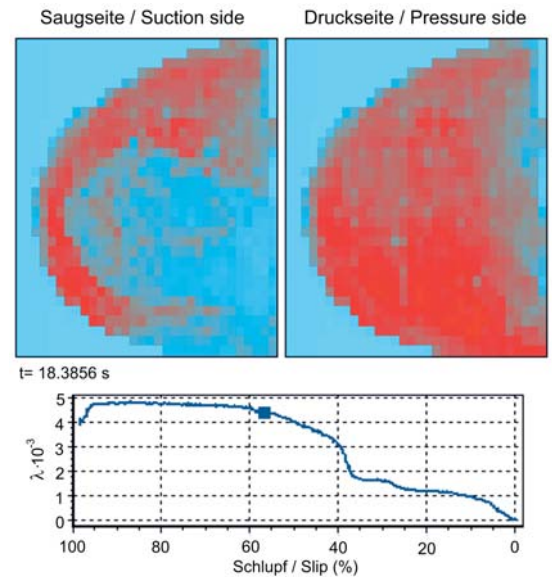 Saugseite / Suction side
Druckseite / Pressure side
t= 18.3856 s
5
4
3
2
1
0
λ·10⁻³
100
80
60
40
20
0
Schlupf / Slip (%)